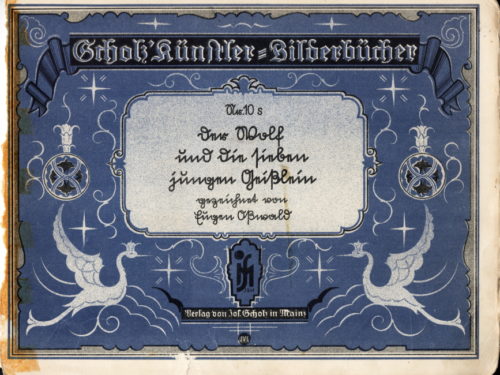 Scholz' Künstler=Bilderbücher
Nr. 10 s
Der Wolf
und die sieben
jungen Geißlein
gezeichnet von
Eugen Oßwald
Verlag von Jos. Scholz in Mainz